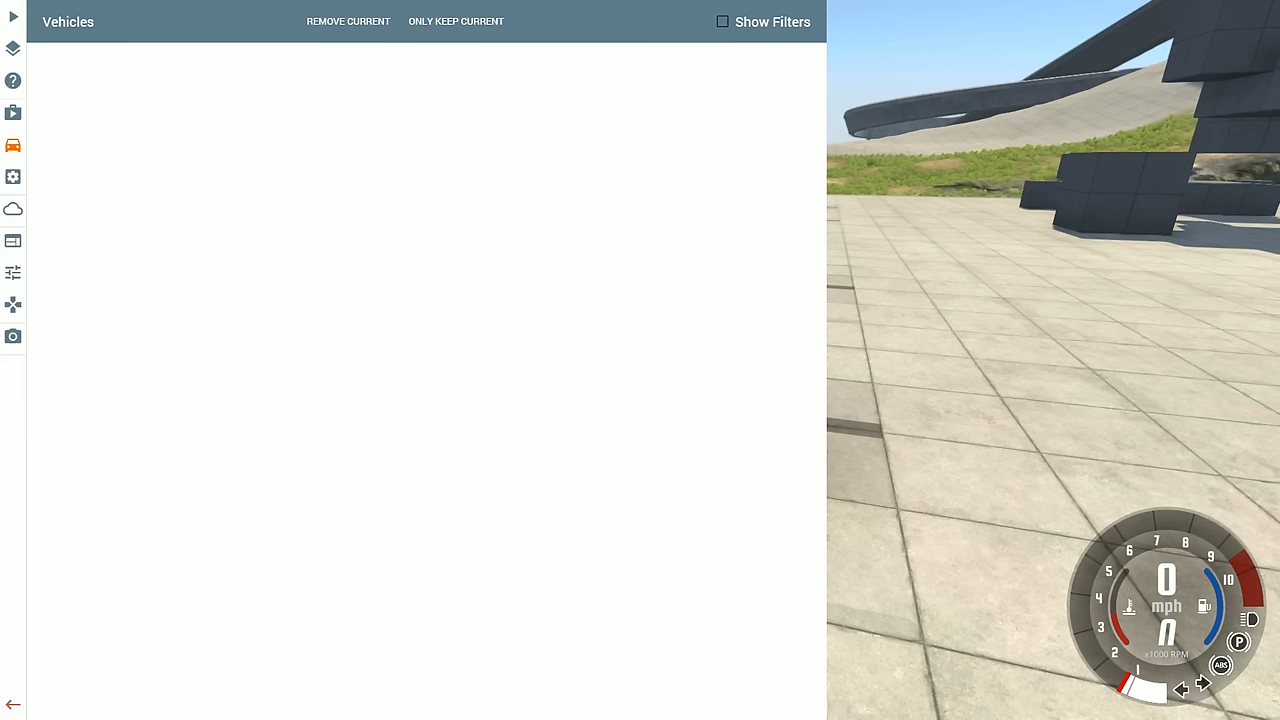 Vehicles
REMOVE CURRENT
ONLY KEEP CURRENT
Show Filters
1
2
3
4
5
6
7
8
9
10
0
mph
n
x1000 RPM
P
ABS